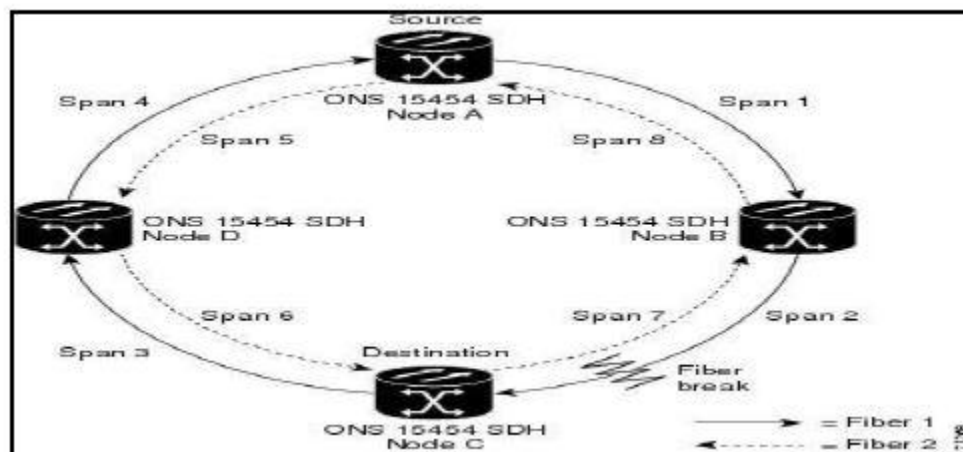 Source
Span 4
Span 1
ONS 15454 SDH
Node A
Span 5
Span 8
ONS 15454 SDH
Node D
ONS 15454 SDH
Node B
Span 6
Span 7
Span 2
Span 3
Destination
Fiber
break
ONS 15454 SDH
Node C
= Fiber 1
= Fiber 2